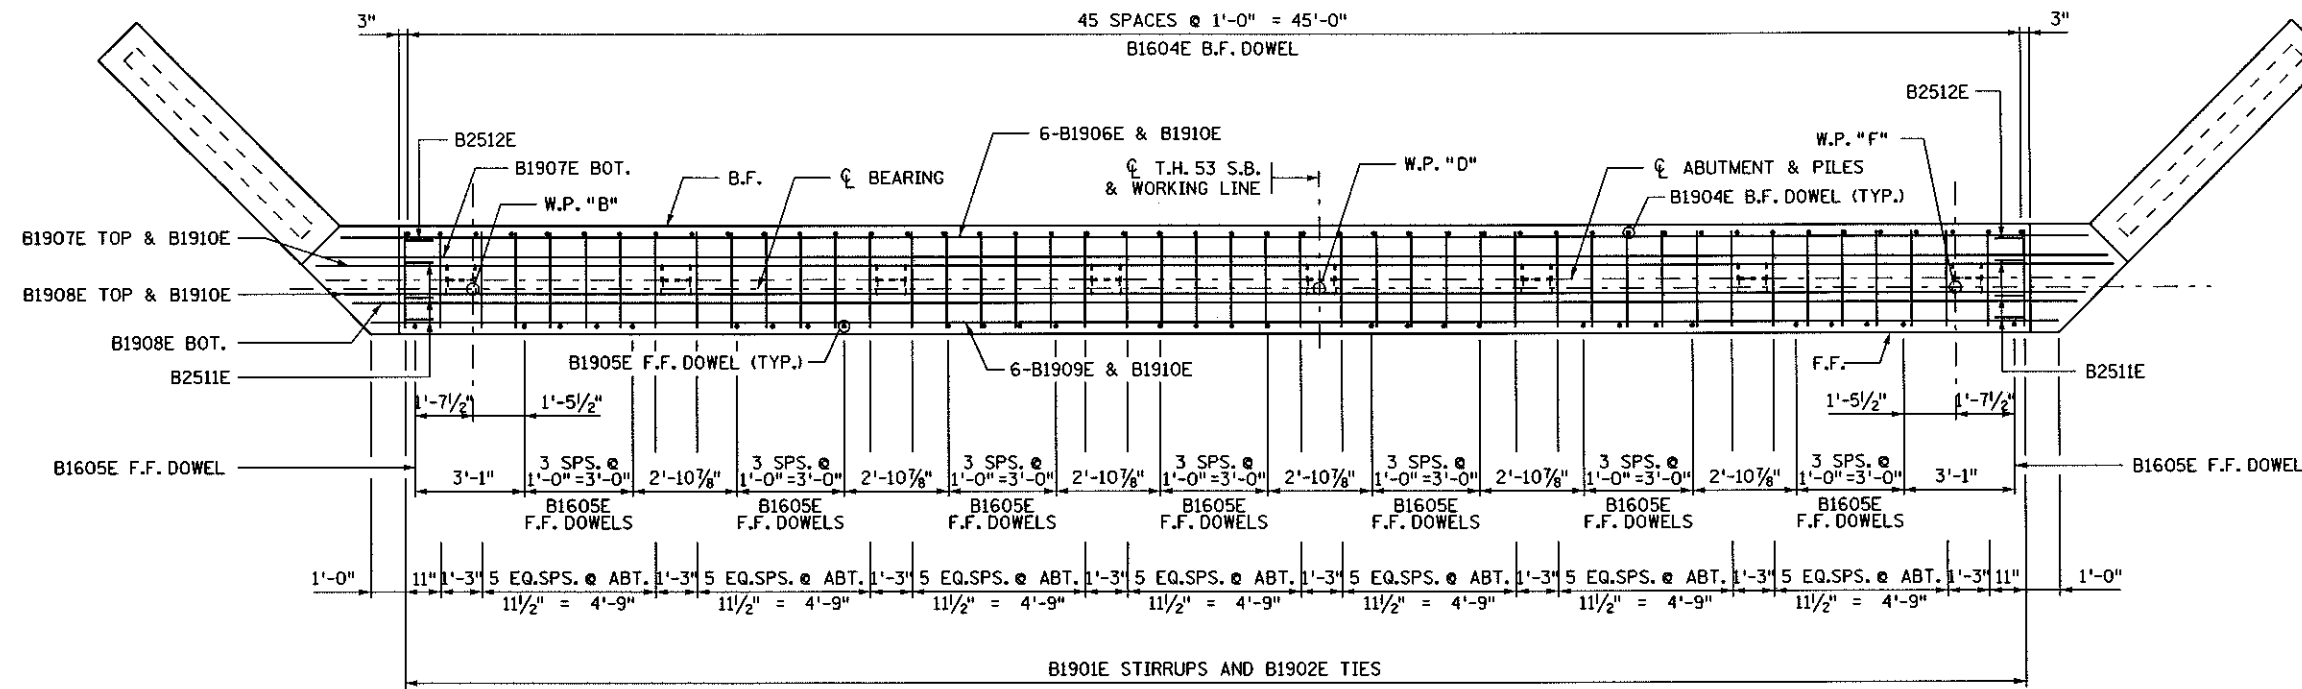 3"
45 SPACES @ 1'-0" = 45'-0"
3"
B1604E B.F. DOWEL
B2512E
B2512E
6-B1906E & B1910E
W.P. "F"
B1907E BOT.
B.F.
℄ BEARING
℄ T.H. 53 S.B.
& WORKING LINE
W.P. "D"
℄ ABUTMENT & PILES
W.P. "B"
B1904E B.F. DOWEL (TYP.)
B1907E TOP & B1910E
B1908E TOP & B1910E
B1908E BOT.
B1905E F.F. DOWEL (TYP.)
6-B1909E & B1910E
F.F.
B2511E
B2511E
1'-7½"
1'-5½"
1'-5½"
1'-7½"
B1605E F.F. DOWEL
3'-1"
3 SPS. @
1'-0"=3'-0"
2'-10⅞"
3 SPS. @
1'-0"=3'-0"
2'-10⅞"
3 SPS. @
1'-0"=3'-0"
2'-10⅞"
3 SPS. @
1'-0"=3'-0"
2'-10⅞"
3 SPS. @
1'-0"=3'-0"
2'-10⅞"
3 SPS. @
1'-0"=3'-0"
2'-10⅞"
3 SPS. @
1'-0"=3'-0"
3'-1"
B1605E F.F. DOWEL
B1605E
F.F. DOWELS
B1605E
F.F. DOWELS
B1605E
F.F. DOWELS
B1605E
F.F. DOWELS
B1605E
F.F. DOWELS
B1605E
F.F. DOWELS
B1605E
F.F. DOWELS
1'-0"
11"
1'-3"
5 EQ.SPS. @ ABT.
11½" = 4'-9"
1'-3"
5 EQ.SPS. @ ABT.
11½" = 4'-9"
1'-3"
5 EQ.SPS. @ ABT.
11½" = 4'-9"
1'-3"
5 EQ.SPS. @ ABT.
11½" = 4'-9"
1'-3"
5 EQ.SPS. @ ABT.
11½" = 4'-9"
1'-3"
5 EQ.SPS. @ ABT.
11½" = 4'-9"
1'-3"
5 EQ.SPS. @ ABT.
11½" = 4'-9"
1'-3"
11"
1'-0"
B1901E STIRRUPS AND B1902E TIES